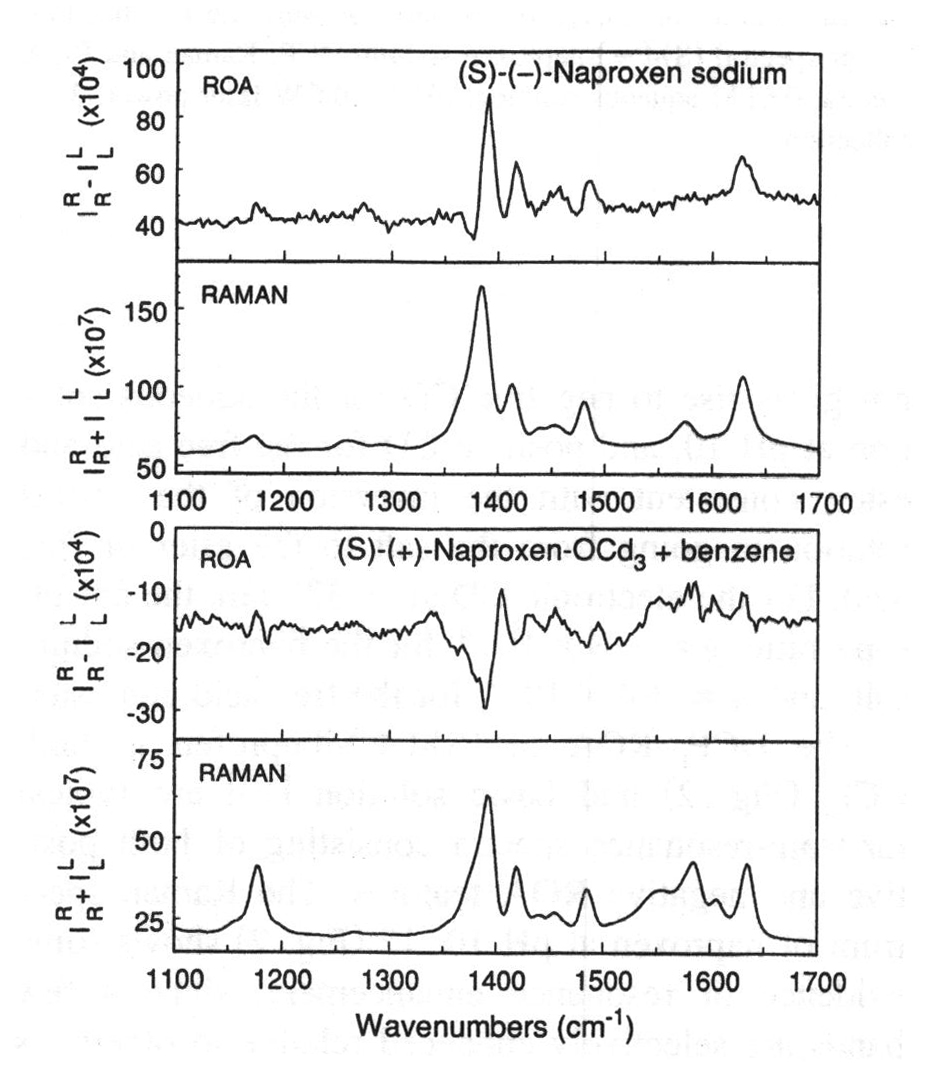 100
80
60
40
I^R_R - I^L_L (x10^4)
ROA
(S)-(–)-Naproxen sodium
150
100
50
I^R_R + I^L_L (x10^7)
RAMAN
1100 1200 1300 1400 1500 1600 1700
0
-10
-20
-30
I^R_R - I^L_L (x10^4)
ROA
(S)-(+)-Naproxen-OCd3 + benzene
75
50
25
I^R_R + I^L_L (x10^7)
RAMAN
1100 1200 1300 1400 1500 1600 1700
Wavenumbers (cm^-1)